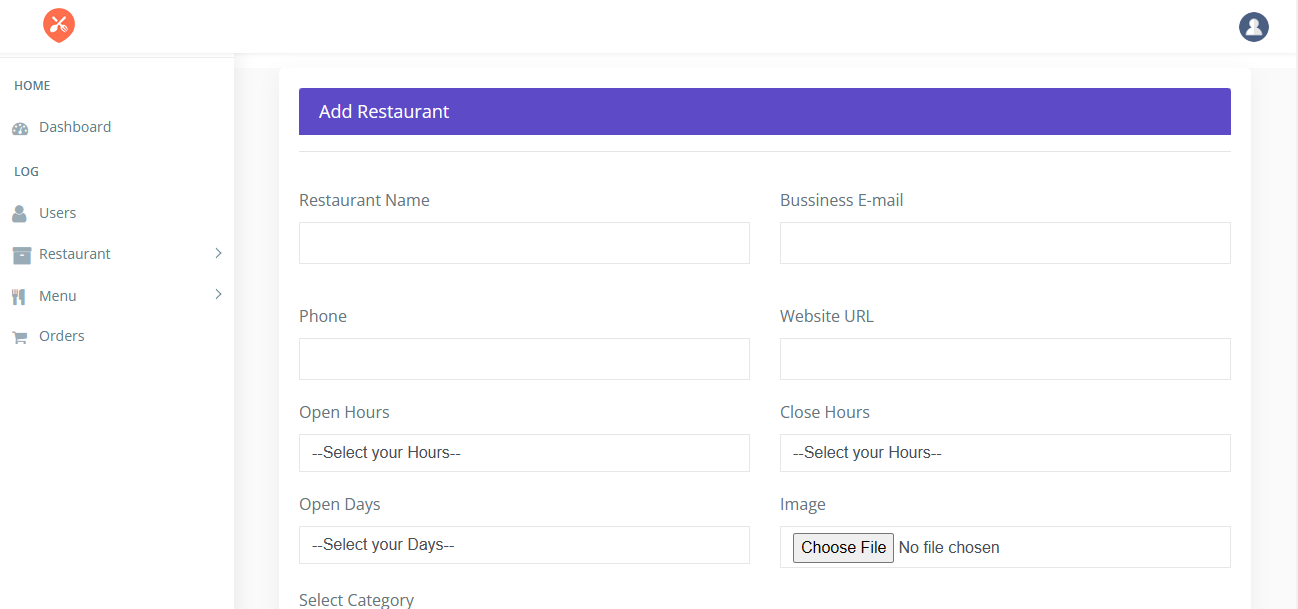 HOME
Dashboard
LOG
Users
Restaurant
Menu
Orders
Add Restaurant
Restaurant Name
Bussiness E-mail
Phone
Website URL
Open Hours
Close Hours
--Select your Hours--
--Select your Hours--
Open Days
Image
--Select your Days--
Choose File No file chosen
Select Category